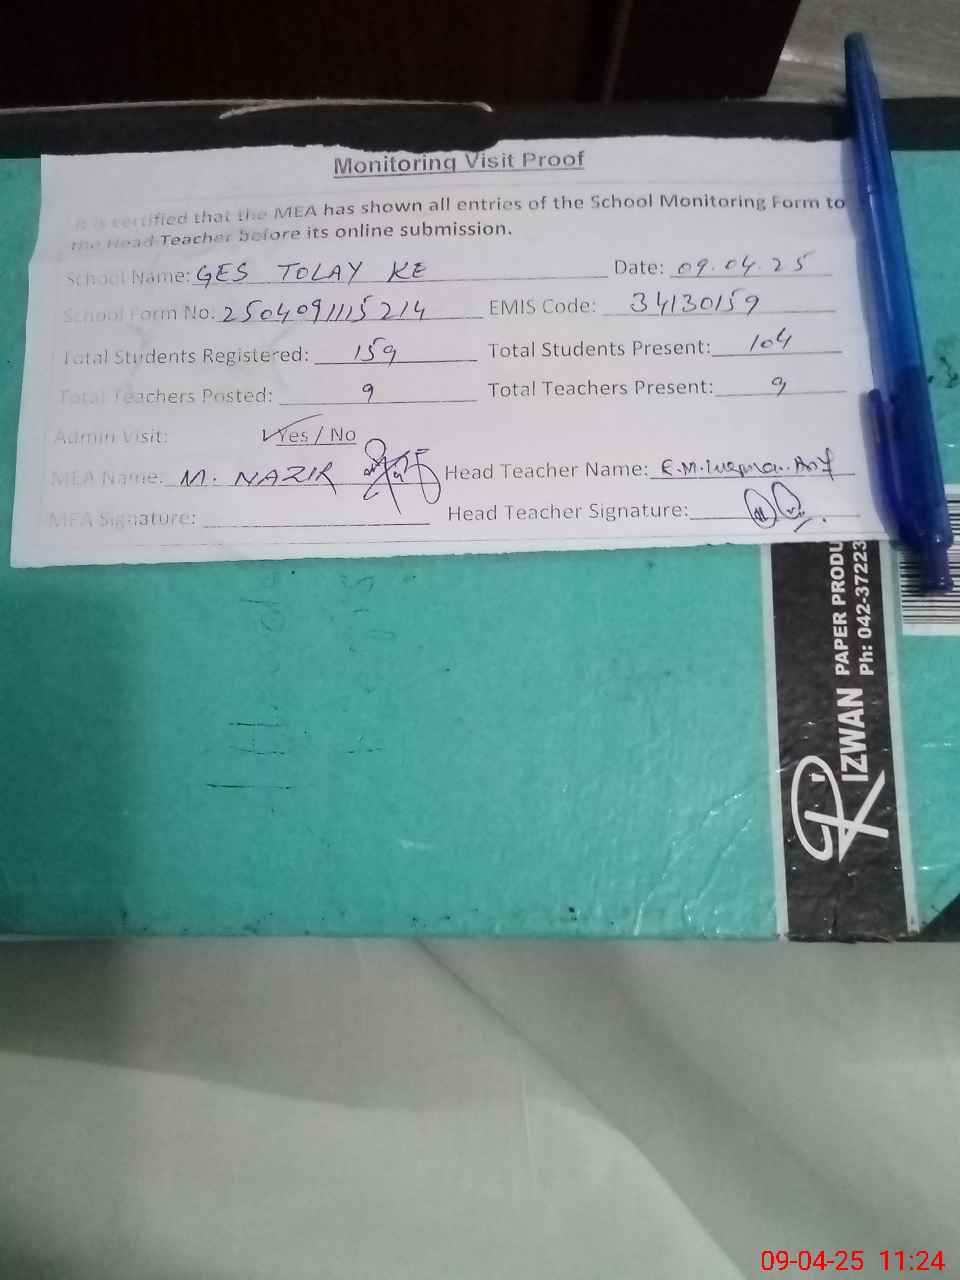 Monitoring Visit Proof
It is certified that the MEA has shown all entries of the School Monitoring Form to
the Head Teacher before its online submission.
School Name: GES TOLAY KE Date: 09.04.25
School Form No: 2504091115214 EMIS Code: 34130159
Total Students Registered: 159 Total Students Present: 104
Total Teachers Posted: 9 Total Teachers Present: 9
Admin Visit: Yes / No
MEA Name: M. NAZIR Head Teacher Name:
MEA Signature: Head Teacher Signature:
RIZWAN PAPER PRODU
Ph: 042-37223
09-04-25 11:24